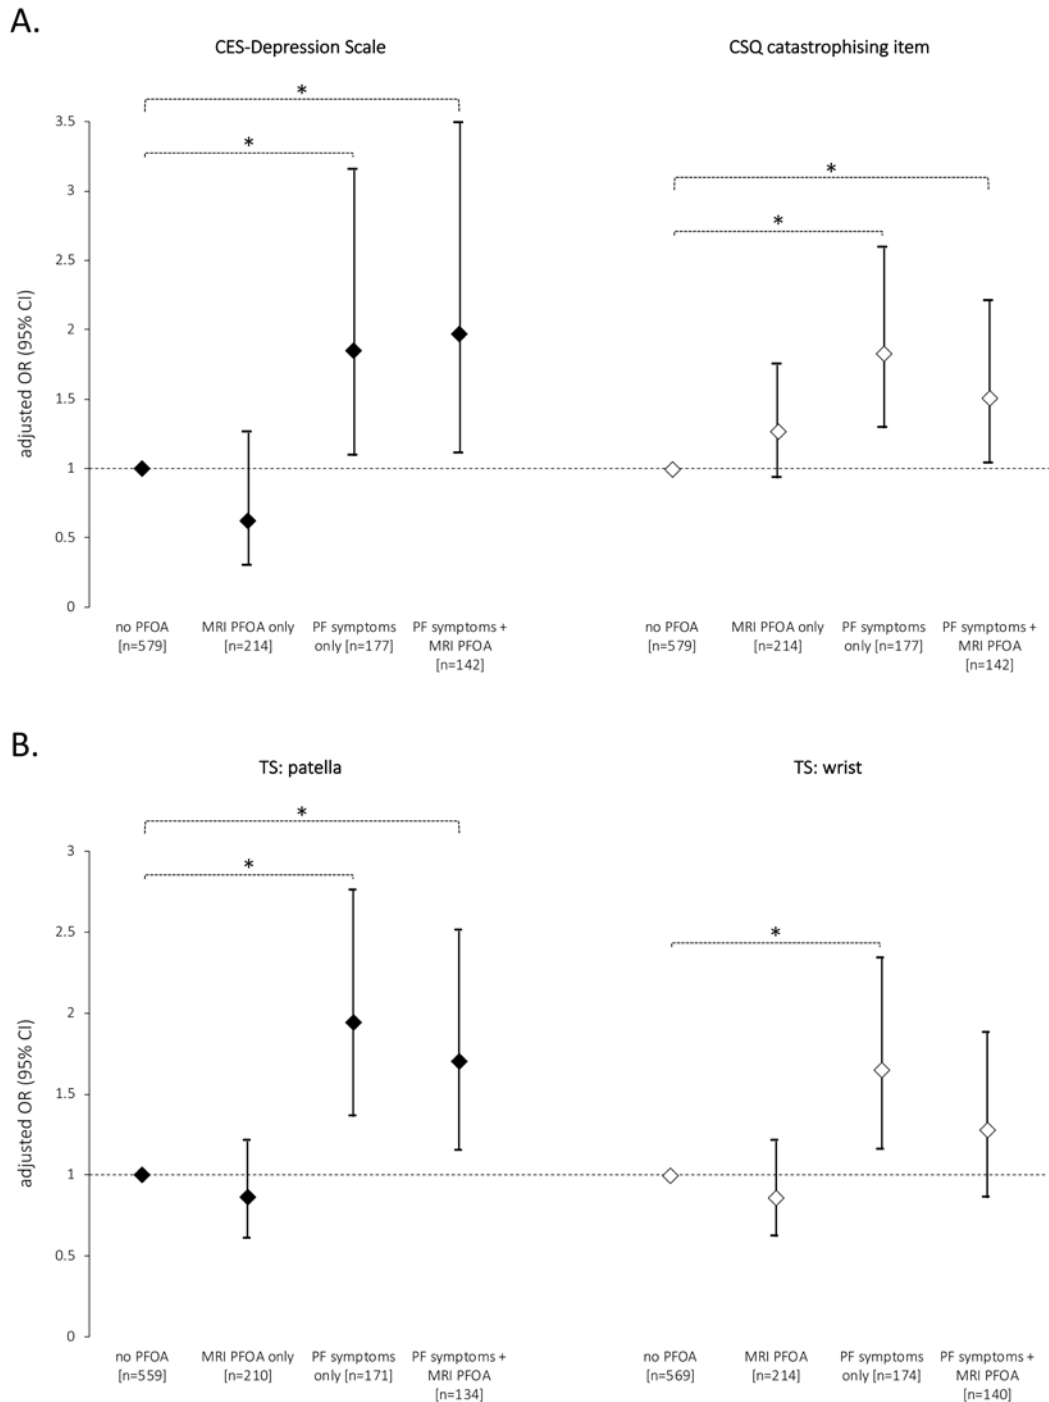 A.
CES-Depression Scale
CSQ catastrophising item
*
*
*
*
adjusted OR (95% CI)
3.5
3
2.5
2
1.5
1
0.5
0
no PFOA
[n=579]
MRI PFOA only
[n=214]
PF symptoms
only [n=177]
PF symptoms +
MRI PFOA
[n=142]
no PFOA
[n=579]
MRI PFOA only
[n=214]
PF symptoms
only [n=177]
PF symptoms +
MRI PFOA
[n=142]
B.
TS: patella
TS: wrist
*
*
*
adjusted OR (95% CI)
3
2.5
2
1.5
1
0.5
0
no PFOA
[n=559]
MRI PFOA only
[n=210]
PF symptoms
only [n=171]
PF symptoms +
MRI PFOA
[n=134]
no PFOA
[n=569]
MRI PFOA
[n=214]
PF symptoms
only [n=174]
PF symptoms +
MRI PFOA
[n=140]